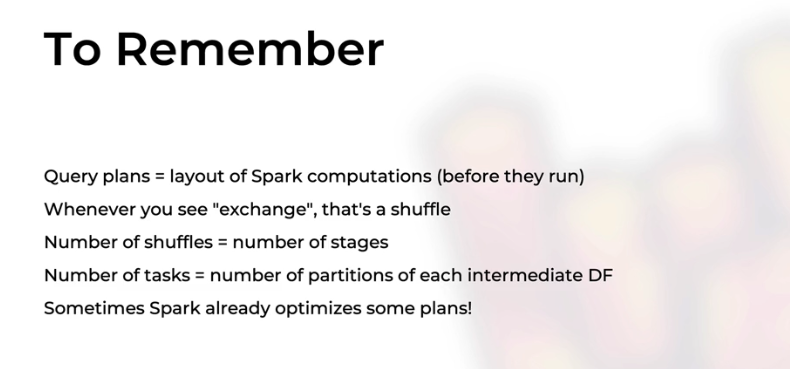 To Remember
Query plans = layout of Spark computations (before they run)
Whenever you see "exchange", that's a shuffle
Number of shuffles = number of stages
Number of tasks = number of partitions of each intermediate DF
Sometimes Spark already optimizes some plans!